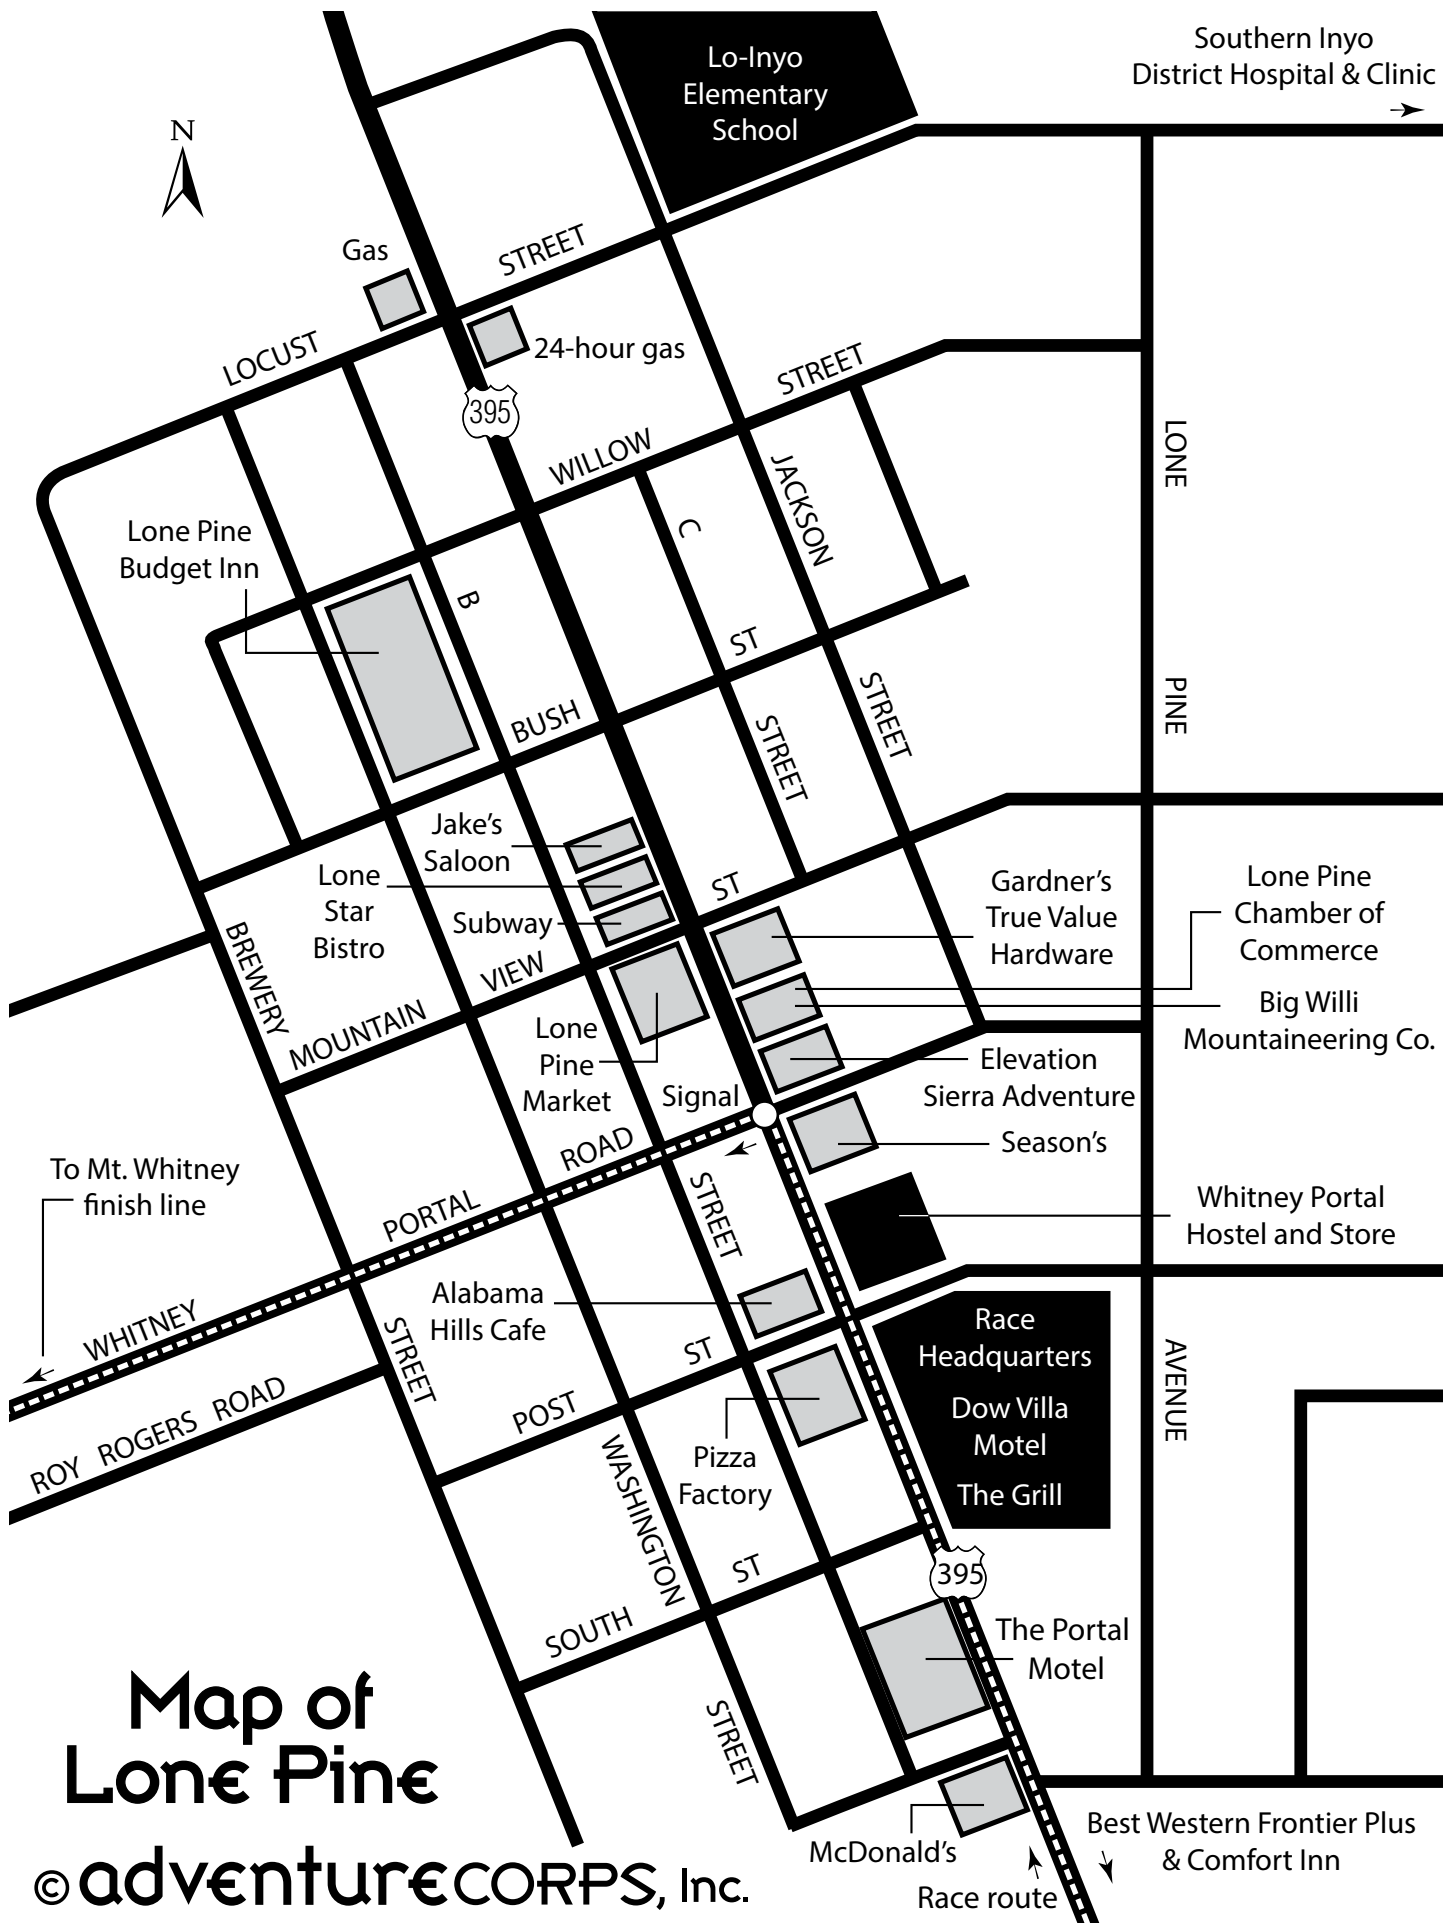 Southern Inyo
District Hospital & Clinic
Lo-Inyo
Elementary
School
N
Gas
STREET
LOCUST
24-hour gas
395
STREET
WILLOW
LONE
JACKSON
C
Lone Pine
Budget Inn
B
ST
BUSH
STREET
STREET
PINE
Jake's
Saloon
Lone
Star
Bistro
Subway
ST
Gardner's
True Value
Hardware
Lone Pine
Chamber of
Commerce
BREWERY
VIEW
MOUNTAIN
Big Willi
Mountaineering Co.
Lone
Pine
Market
Signal
Elevation
Sierra Adventure
ROAD
Season's
To Mt. Whitney
finish line
PORTAL
STREET
Whitney Portal
Hostel and Store
Alabama
Hills Cafe
WHITNEY
STREET
ST
Race
Headquarters
Dow Villa
Motel
The Grill
AVENUE
ROY ROGERS ROAD
POST
Pizza
Factory
WASHINGTON
ST
395
SOUTH
The Portal
Motel
STREET
Map of
Lone Pine
McDonald's
Best Western Frontier Plus
& Comfort Inn
Race route
© adventureCORPS, Inc.